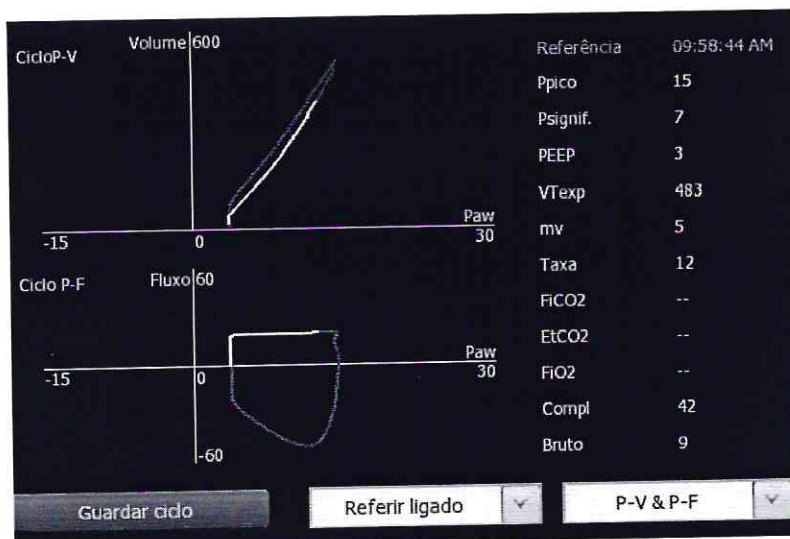 CicloP-V
Volume 600
Paw
-15 0 30
Ciclo P-F
Fluxo 60
Paw
-15 0 30
-60
Referência 09:58:44 AM
Ppico 15
Psignif. 7
PEEP 3
VTexp 483
mv 5
Taxa 12
FiCO2 --
EtCO2 --
FiO2 --
Compl 42
Bruto 9
Guardar ciclo
Referir ligado
P-V & P-F